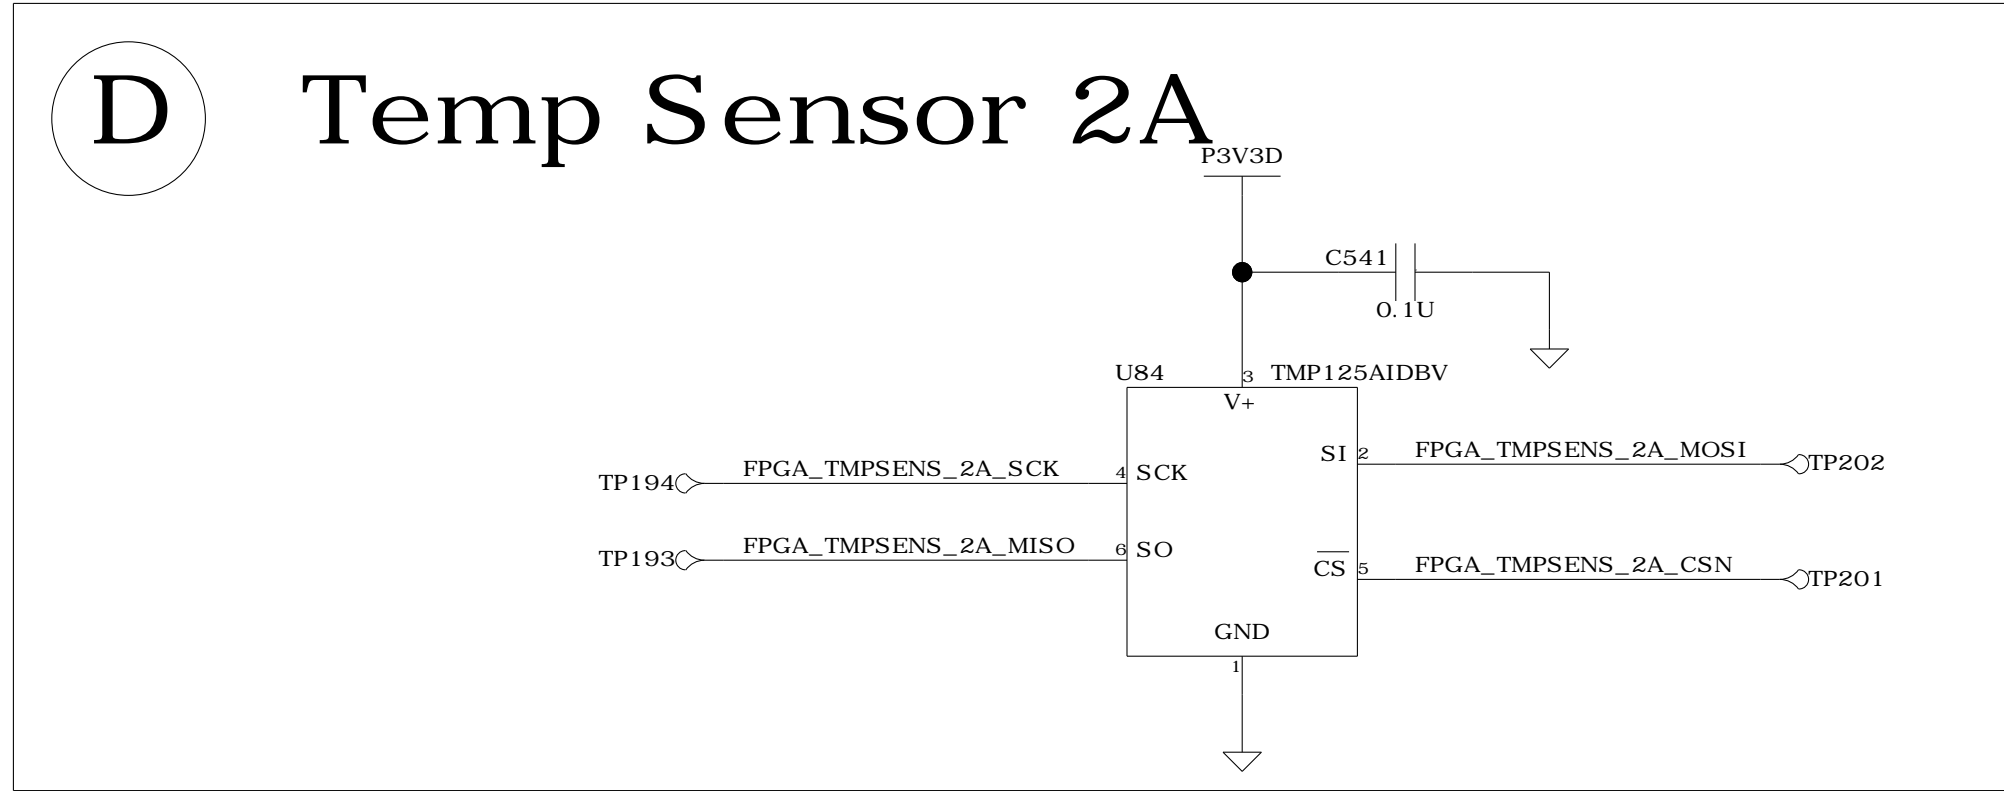 D Temp Sensor 2A
P3V3D
C541
0.1U
U84 3 TMP125AIDBV
V+
SI 2 FPGA_TMPSENS_2A_MOSI TP202
TP194 FPGA_TMPSENS_2A_SCK 4 SCK
TP193 FPGA_TMPSENS_2A_MISO 6 SO
CS 5 FPGA_TMPSENS_2A_CSN TP201
GND
1